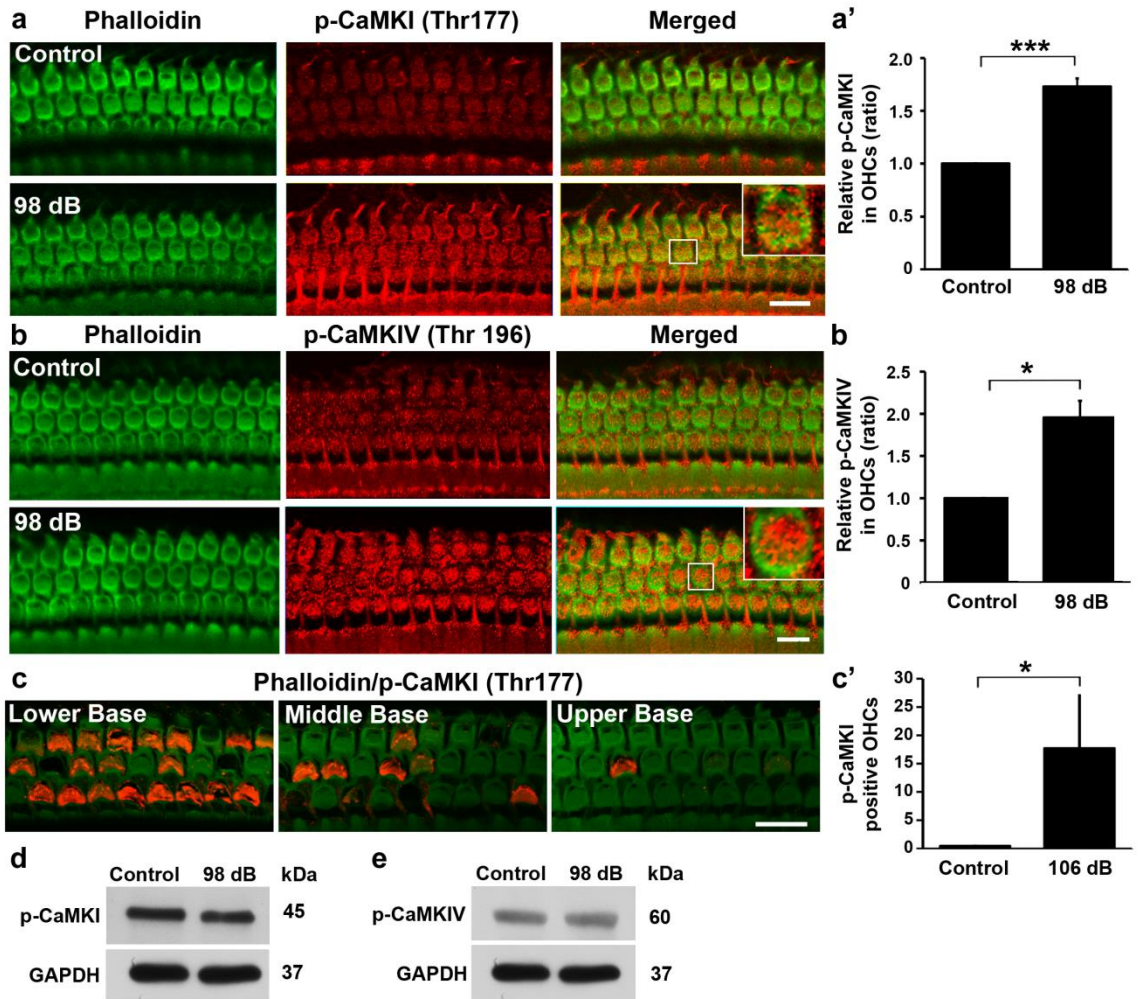 a Phalloidin p-CaMKI (Thr177) Merged
Control
98 dB
a’
Relative p-CaMKI
in OHCs (ratio)
***
2.0
1.5
1.0
0.5
0
Control 98 dB
b Phalloidin p-CaMKIV (Thr 196) Merged
Control
98 dB
b
Relative p-CaMKIV
in OHCs (ratio)
*
2.5
2.0
1.5
1.0
0.5
0
Control 98 dB
c Phalloidin/p-CaMKI (Thr177)
Lower Base Middle Base Upper Base
c’
p-CaMKI
positive OHCs
*
30
25
20
15
10
5
0
Control 106 dB
d
Control 98 dB kDa
p-CaMKI 45
GAPDH 37
e
Control 98 dB kDa
p-CaMKIV 60
GAPDH 37